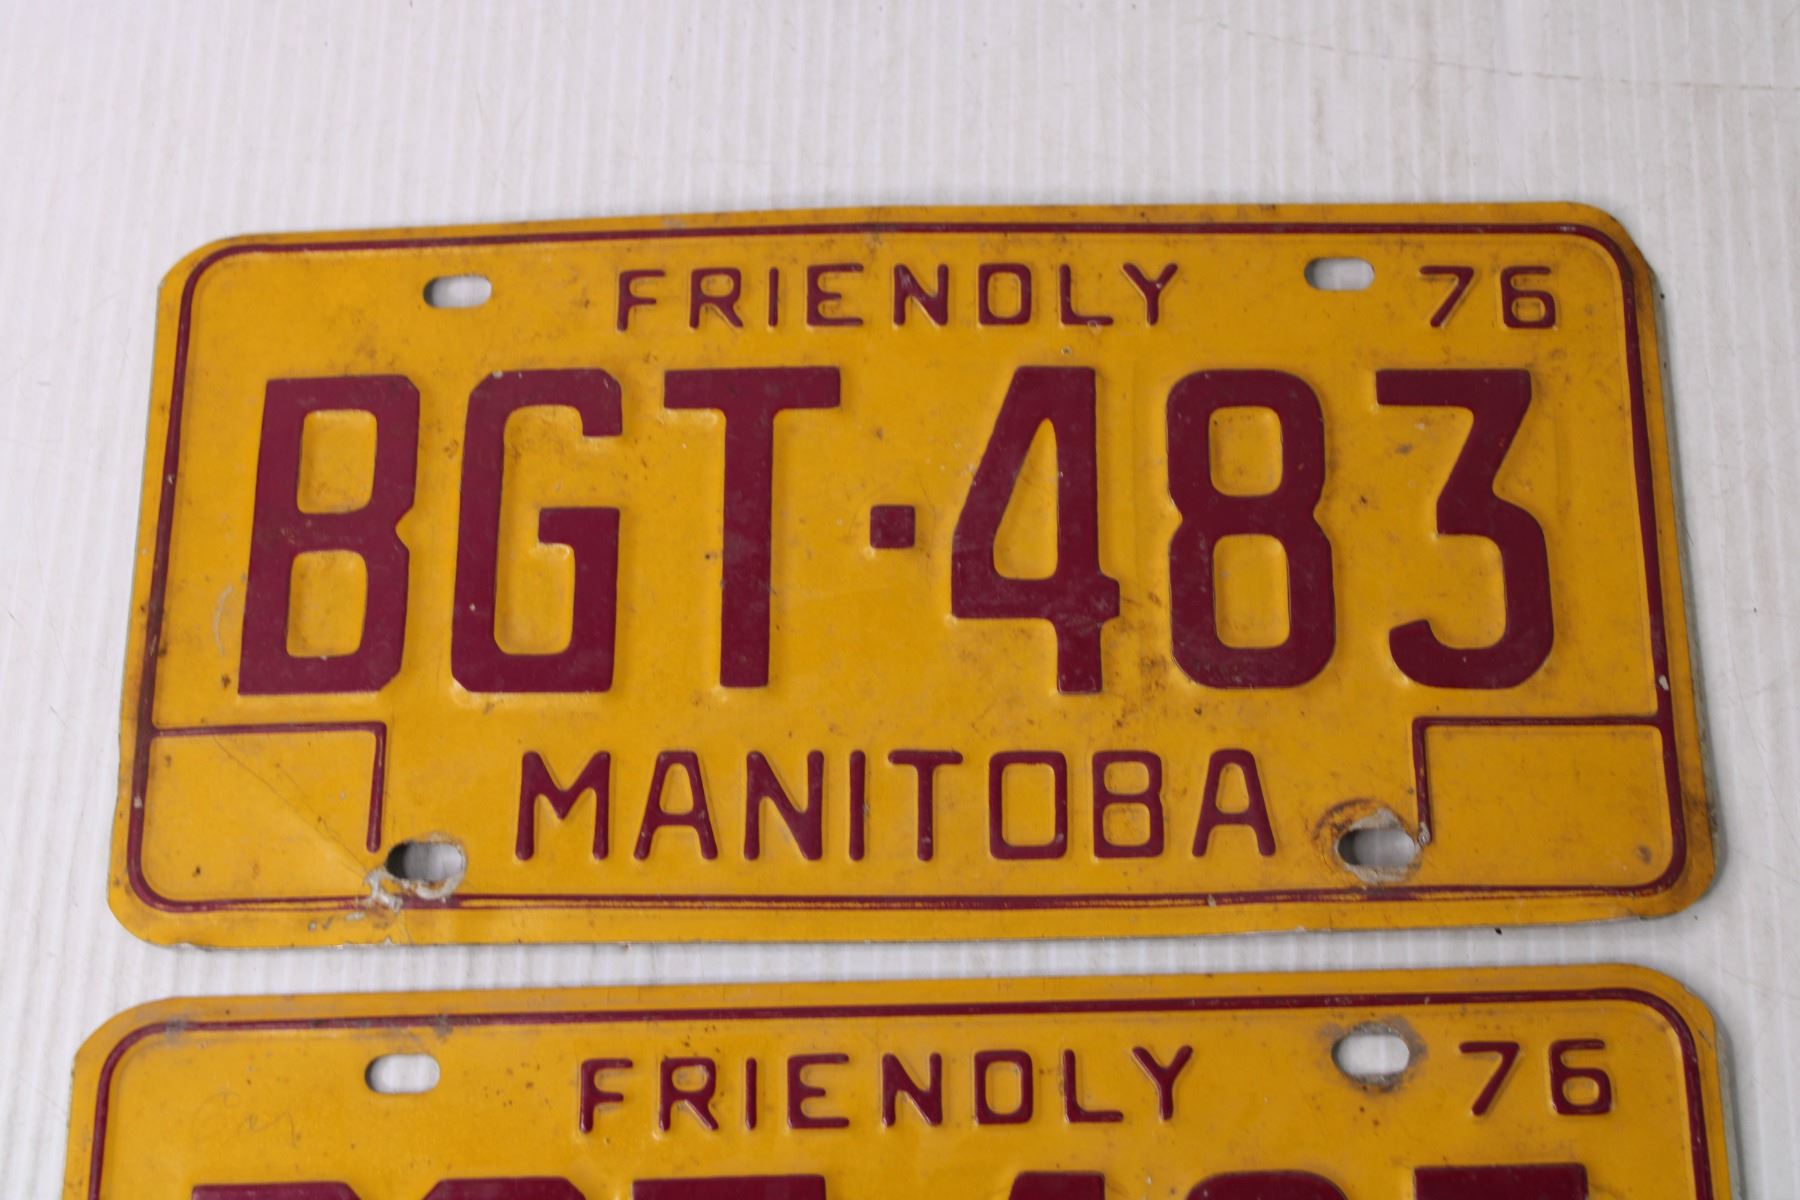 FRIENDLY 76
BGT·483
MANITOBA
FRIENDLY 76